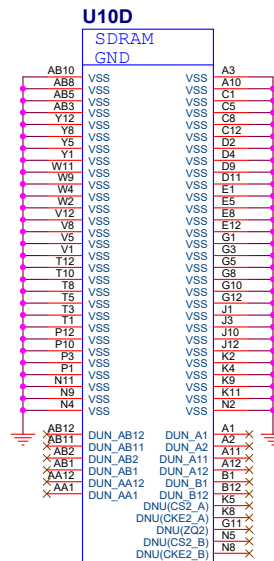 U10D
SDRAM
GND
AB10 VSS VSS A3
AB8 VSS VSS A10
AB5 VSS VSS C1
AB3 VSS VSS C5
Y12 VSS VSS C8
Y8 VSS VSS C12
Y5 VSS VSS D2
Y1 VSS VSS D4
W11 VSS VSS D9
W9 VSS VSS D11
W4 VSS VSS E1
W2 VSS VSS E5
V12 VSS VSS E8
V8 VSS VSS E12
V5 VSS VSS G1
V1 VSS VSS G3
T12 VSS VSS G5
T10 VSS VSS G8
T8 VSS VSS G10
T5 VSS VSS G12
T3 VSS VSS J1
T1 VSS VSS J3
P12 VSS VSS J10
P10 VSS VSS J12
P3 VSS VSS K2
P1 VSS VSS K4
N11 VSS VSS K9
N9 VSS VSS K11
N4 VSS VSS N2
AB12 DUN_AB12 DUN_A1 A1
AB11 DUN_AB11 DUN_A2 A2
AB2 DUN_AB2 DUN_A11 A11
AB1 DUN_AB1 DUN_A12 A12
AA12 DUN_AA12 DUN_B1 B1
AA1 DUN_AA1 DUN_B12 B12
DNU(CS2_A) K5
DNU(CKE2_A) K8
DNU(ZQ2) G11
DNU(CS2_B) N5
DNU(CKE2_B) N8